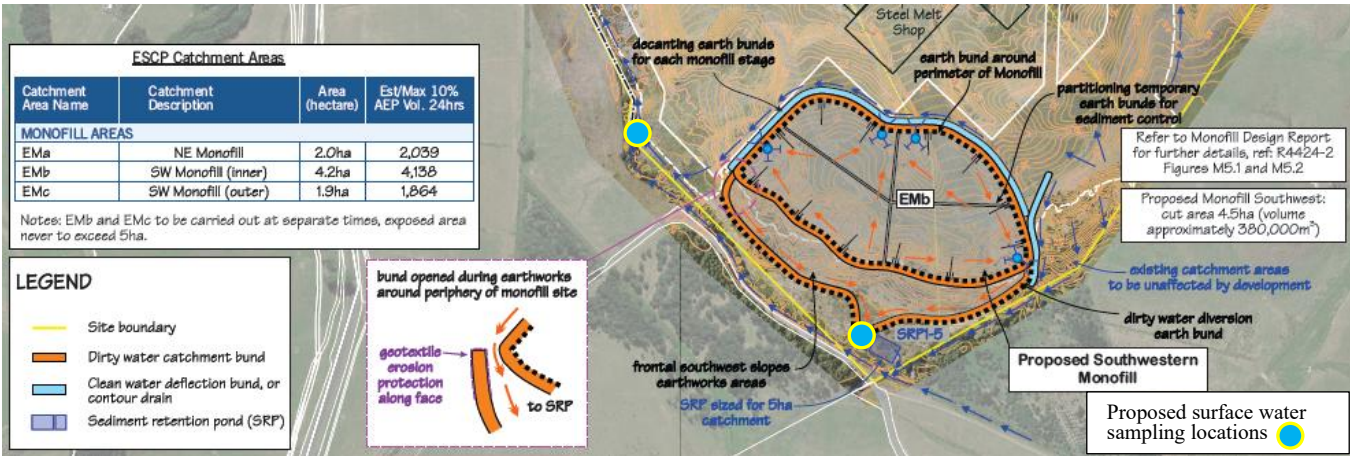 ESCP Catchment Areas
Catchment Area Name
Catchment Description
Area (hectare)
Est/Max 10% AEP Vol. 24hrs
MONOFILL AREAS
EMa NE Monofill 2.0ha 2,039
EMb SW Monofill (inner) 4.2ha 4,138
EMc SW Monofill (outer) 1.9ha 1,864
Notes: EMb and EMc to be carried out at separate times, exposed area
never to exceed 5ha.
LEGEND
Site boundary
Dirty water catchment bund
Clean water deflection bund, or
contour drain
Sediment retention pond (SRP)
bund opened during earthworks
around periphery of monofill site
geotextile
erosion
protection
along face
to SRP
decanting earth bunds
for each monofill stage
Steel Melt
Shop
earth bund around
perimeter of Monofill
partitioning temporary
earth bunds for
sediment control
Refer to Monofill Design Report
for further details, ref: R4424-2
Figures M5.1 and M5.2
Proposed Monofill Southwest:
cut area 4.5ha (volume
approximately 380,000m³)
EMb
existing catchment areas
to be unaffected by development
dirty water diversion
earth bund
SRP1-5
frontal southwest slopes
earthworks areas
SRP sized for 5ha
catchment
Proposed Southwestern
Monofill
Proposed surface water
sampling locations